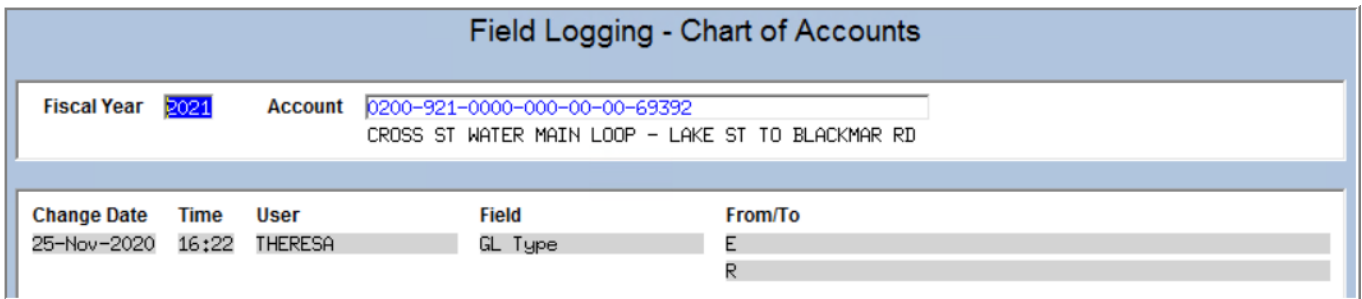 Field Logging - Chart of Accounts
Fiscal Year 2021 Account 0200-921-0000-000-00-00-69392
CROSS ST WATER MAIN LOOP - LAKE ST TO BLACKMAR RD
Change Date Time User Field From/To
25-Nov-2020 16:22 THERESA GL Type E
R